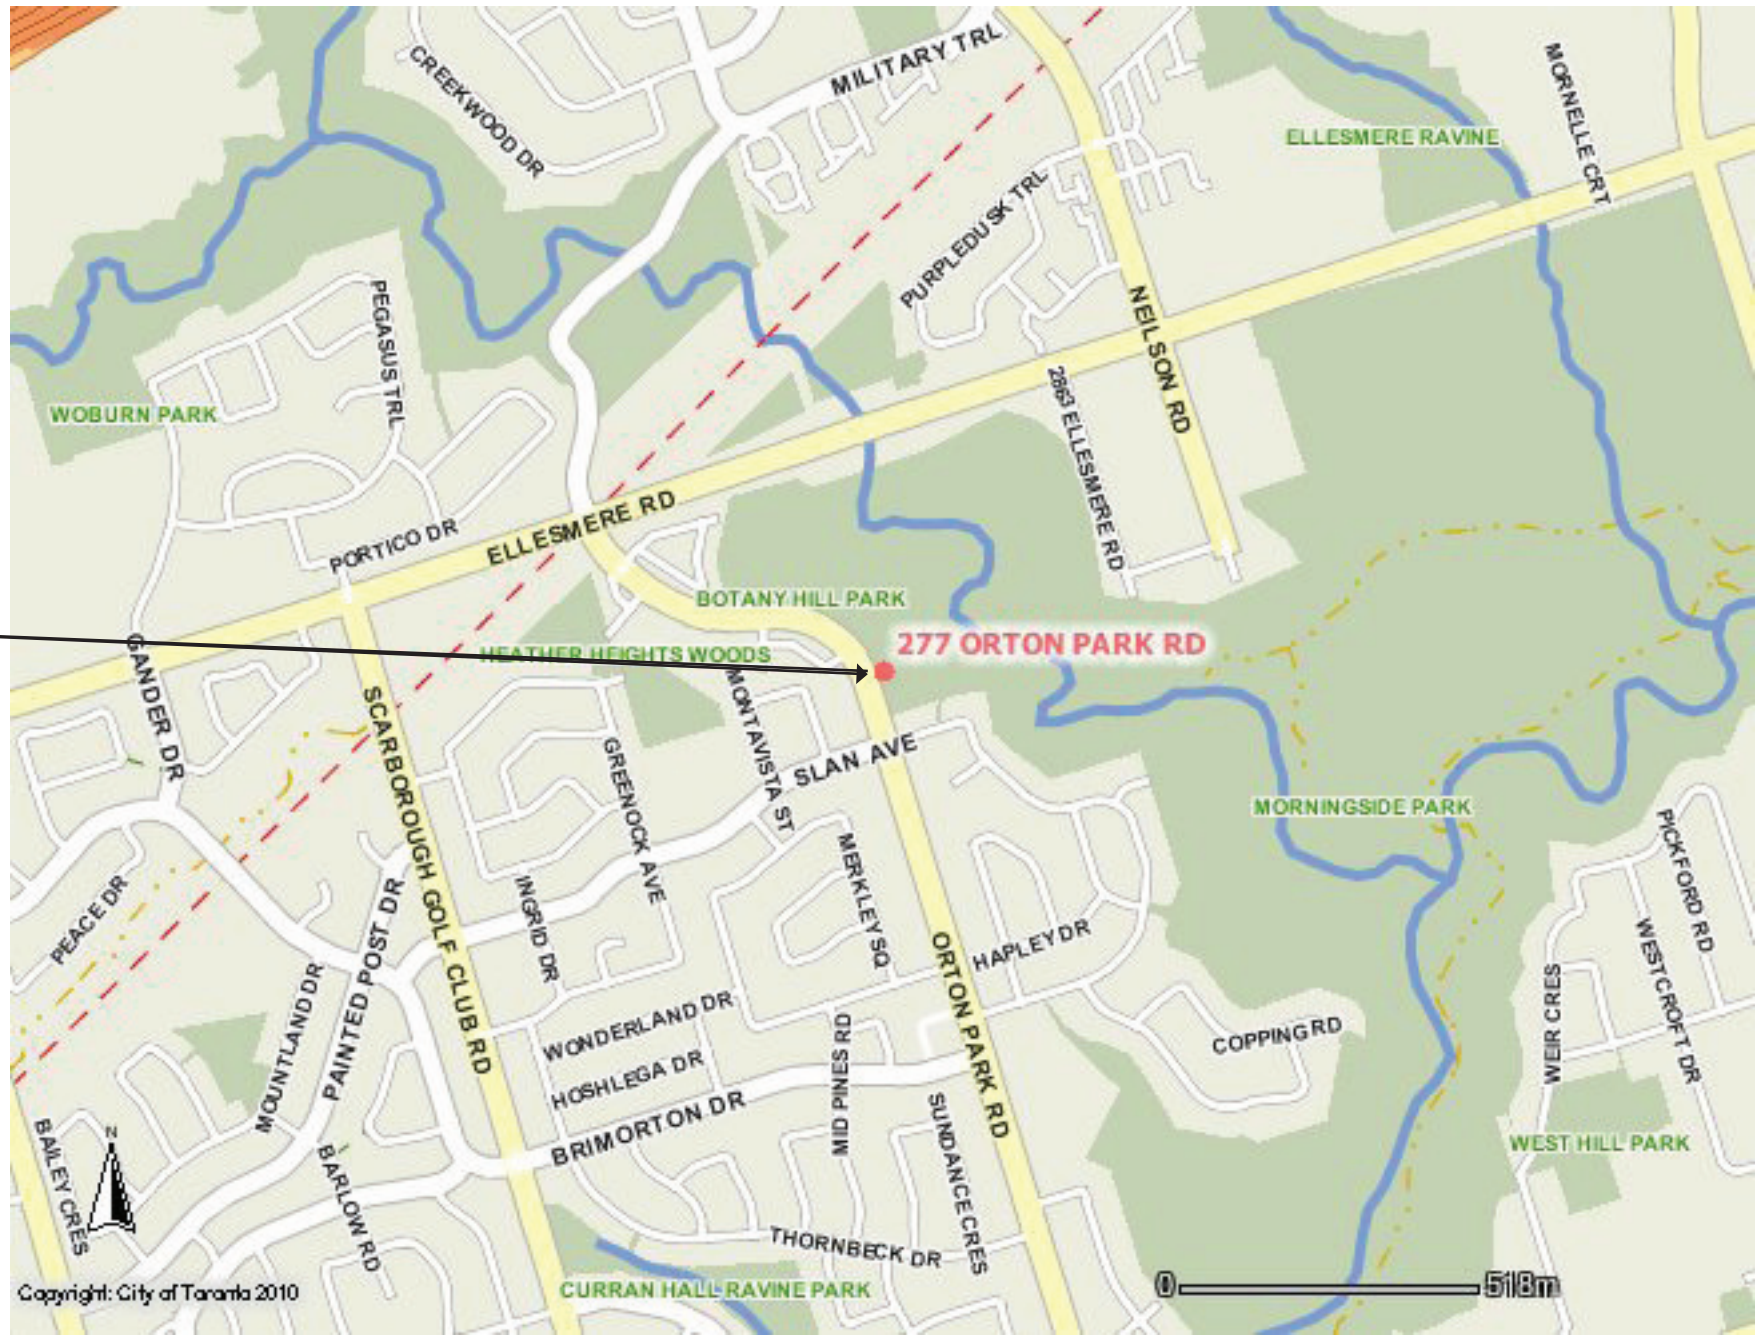 MILITARY TRL
CREEKWOOD DR
MORNELLE CRT
ELLESMERE RAVINE
PURPLEDUSK TRL
PEGASUS TRL
NEILSON RD
WOBURN PARK
2863 ELLESMERE RD
ELLESMERE RD
PORTICO DR
BOTANY HILL PARK
277 ORTON PARK RD
HEATHER HEIGHTS WOODS
GANDER DR
MONTAVISTA ST
SCARBOROUGH GOLF CLUB RD
GREENOCK AVE
SLAN AVE
MORNINGSIDE PARK
PICKFORD RD
MERKLEY SQ
PEACE DR
PAINTED POST DR
INGRID DR
HAPLEY DR
ORTON PARK RD
WESTCROFT DR
WEIR CRES
MOUNTLAND DR
WONDERLAND DR
COPPING RD
MID PINES RD
HOSHLEGA DR
BRIMORTON DR
SUNDANCE CRES
WEST HILL PARK
BAILEY CRES
N
BARLOW RD
THORNBECK DR
CURRAN HALL RAVINE PARK
0 518m
Copyright: City of Toronto 2010